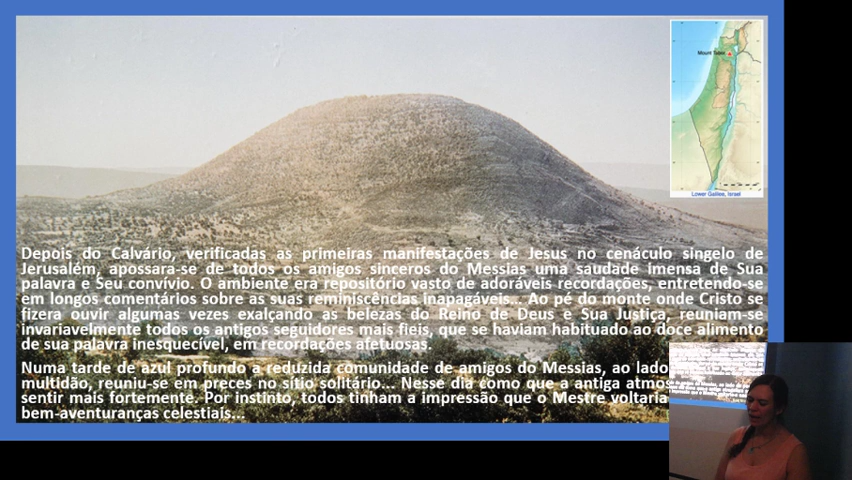 Mount Tabor
Lower Galilee, Israel
Depois do Calvário, verificadas as primeiras manifestações de Jesus no cenáculo singelo de
Jerusalém, apossara-se de todos os amigos sinceros do Messias uma saudade imensa de Sua
palavra e Seu convívio. O ambiente era repositório vasto de adoráveis recordações, entretendo-se
em longos comentários sobre as suas reminiscências inapagáveis... Ao pé do monte onde Cristo se
fizera ouvir algumas vezes exalçando as belezas do Reino de Deus e Sua Justiça, reuniam-se
invariavelmente todos os antigos seguidores mais fieis, que se haviam habituado ao doce alimento
de sua palavra inesquecível, em recordações afetuosas.
Numa tarde de azul profundo a reduzida comunidade de amigos do Messias, ao lado
multidão, reuniu-se em preces no sítio solitário... Nesse dia como que a antiga atmos
sentir mais fortemente. Por instinto, todos tinham a impressão que o Mestre voltaria
bem-aventuranças celestiais...